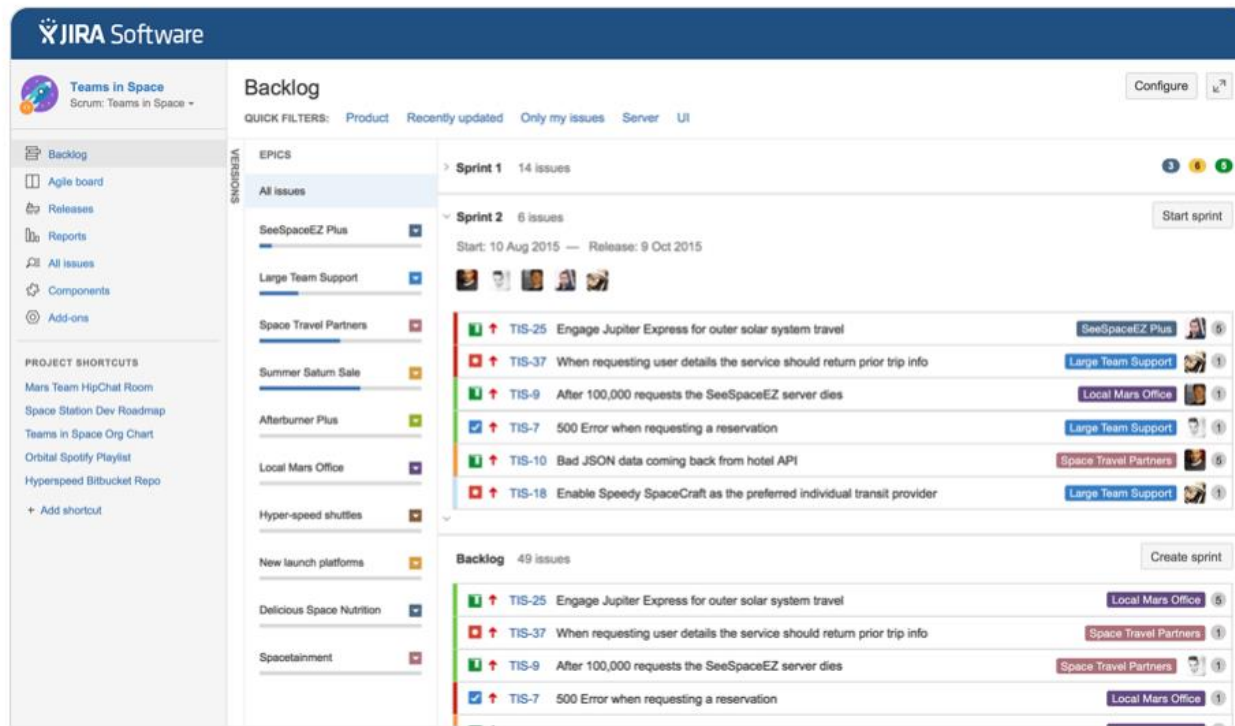 JIRA Software
Teams in Space
Scrum: Teams in Space
Backlog
Agile board
Releases
Reports
All issues
Components
Add-ons
PROJECT SHORTCUTS
Mars Team HipChat Room
Space Station Dev Roadmap
Teams in Space Org Chart
Orbital Spotify Playlist
Hyperspeed Bitbucket Repo
+ Add shortcut
Backlog
Configure
QUICK FILTERS: Product Recently updated Only my issues Server UI
VERSIONS
EPICS
All issues
SeeSpaceEZ Plus
Large Team Support
Space Travel Partners
Summer Saturn Sale
Afterburner Plus
Local Mars Office
Hyper-speed shuttles
New launch platforms
Delicious Space Nutrition
Spacetainment
Sprint 1 14 issues 3 6 5
Sprint 2 6 issues Start sprint
Start: 10 Aug 2015 — Release: 9 Oct 2015
TIS-25 Engage Jupiter Express for outer solar system travel SeeSpaceEZ Plus 5
TIS-37 When requesting user details the service should return prior trip info Large Team Support 1
TIS-9 After 100,000 requests the SeeSpaceEZ server dies Local Mars Office 1
TIS-7 500 Error when requesting a reservation Large Team Support 1
TIS-10 Bad JSON data coming back from hotel API Space Travel Partners 5
TIS-18 Enable Speedy SpaceCraft as the preferred individual transit provider Large Team Support 1
Backlog 49 issues Create sprint
TIS-25 Engage Jupiter Express for outer solar system travel Local Mars Office 5
TIS-37 When requesting user details the service should return prior trip info Space Travel Partners 1
TIS-9 After 100,000 requests the SeeSpaceEZ server dies Space Travel Partners 1
TIS-7 500 Error when requesting a reservation Local Mars Office 1